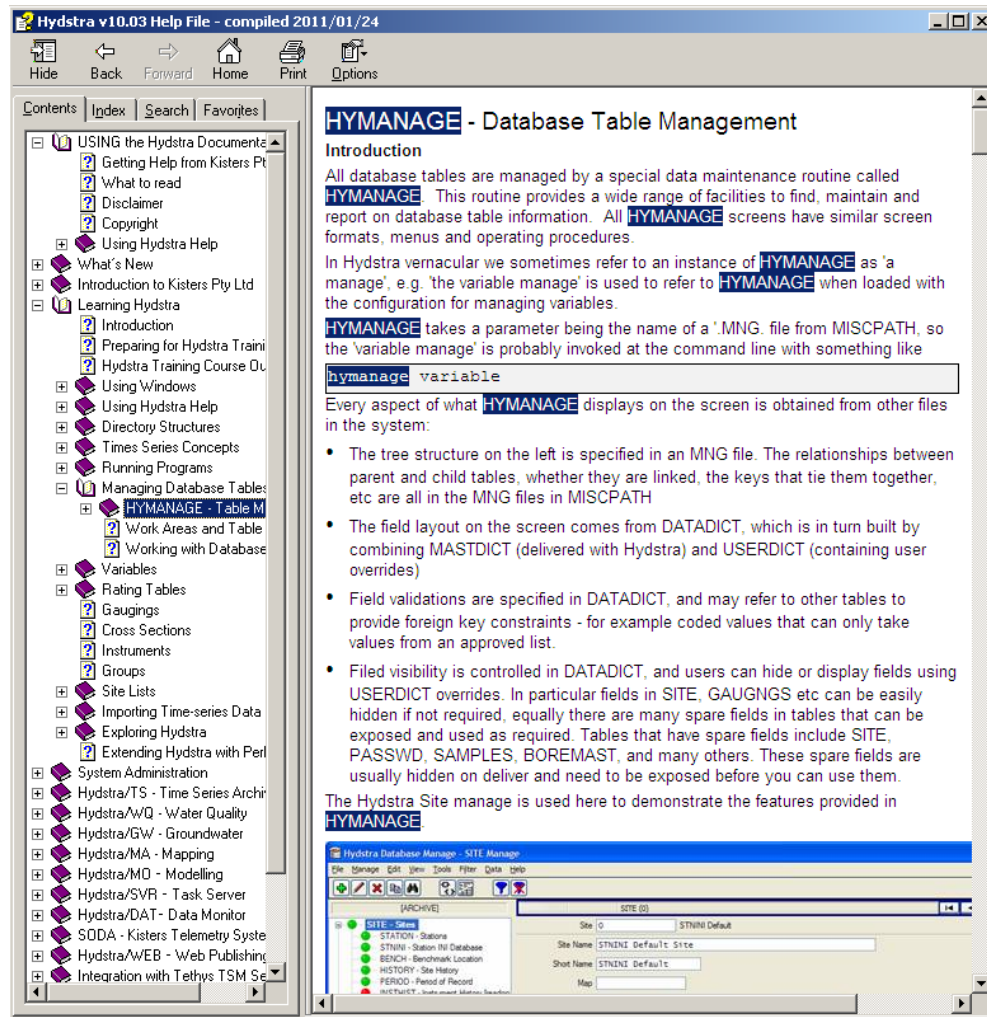 Hydstra v10.03 Help File - compiled 2011/01/24
Hide Back Forward Home Print Options
Contents Index Search Favorites
USING the Hydstra Documenta
Getting Help from Kisters Pt
What to read
Disclaimer
Copyright
Using Hydstra Help
What's New
Introduction to Kisters Pty Ltd
Learning Hydstra
Introduction
Preparing for Hydstra Traini
Hydstra Training Course Ou
Using Windows
Using Hydstra Help
Directory Structures
Times Series Concepts
Running Programs
Managing Database Tables
HYMANAGE - Table M
Work Areas and Table
Working with Database
Variables
Rating Tables
Gaugings
Cross Sections
Instruments
Groups
Site Lists
Importing Time-series Data
Exploring Hydstra
Extending Hydstra with Perl
System Administration
Hydstra/TS - Time Series Archi
Hydstra/WQ - Water Quality
Hydstra/GW - Groundwater
Hydstra/MA - Mapping
Hydstra/MO - Modelling
Hydstra/SVR - Task Server
Hydstra/DAT- Data Monitor
SODA - Kisters Telemetry Syste
Hydstra/WEB - Web Publishing
Integration with Tethys TSM Se
HYMANAGE - Database Table Management
Introduction
All database tables are managed by a special data maintenance routine called
HYMANAGE. This routine provides a wide range of facilities to find, maintain and
report on database table information. All HYMANAGE screens have similar screen
formats, menus and operating procedures.
In Hydstra vernacular we sometimes refer to an instance of HYMANAGE as 'a
manage', e.g. 'the variable manage' is used to refer to HYMANAGE when loaded with
the configuration for managing variables.
HYMANAGE takes a parameter being the name of a '.MNG. file from MISCPATH, so
the 'variable manage' is probably invoked at the command line with something like
hymanage variable
Every aspect of what HYMANAGE displays on the screen is obtained from other files
in the system:
• The tree structure on the left is specified in an MNG file. The relationships between
parent and child tables, whether they are linked, the keys that tie them together,
etc are all in the MNG files in MISCPATH
• The field layout on the screen comes from DATADICT, which is in turn built by
combining MASTDICT (delivered with Hydstra) and USERDICT (containing user
overrides)
• Field validations are specified in DATADICT, and may refer to other tables to
provide foreign key constraints - for example coded values that can only take
values from an approved list.
• Filed visibility is controlled in DATADICT, and users can hide or display fields using
USERDICT overrides. In particular fields in SITE, GAUGNGS etc can be easily
hidden if not required, equally there are many spare fields in tables that can be
exposed and used as required. Tables that have spare fields include SITE,
PASSWD, SAMPLES, BOREMAST, and many others. These spare fields are
usually hidden on deliver and need to be exposed before you can use them.
The Hydstra Site manage is used here to demonstrate the features provided in
HYMANAGE.
Hydstra Database Manage - SITE Manage
File Manage Edit View Tools Filter Data Help
[ARCHIVE] SITE (0)
SITE - Sites
STATION - Stations
STNINI - Station INI Database
BENCH - Benchmark Location
HISTORY - Site History
PERIOD - Period of Record
Site 0 STNINI Default
Site Name STNINI Default Site
Short Name STNINI Default
Map